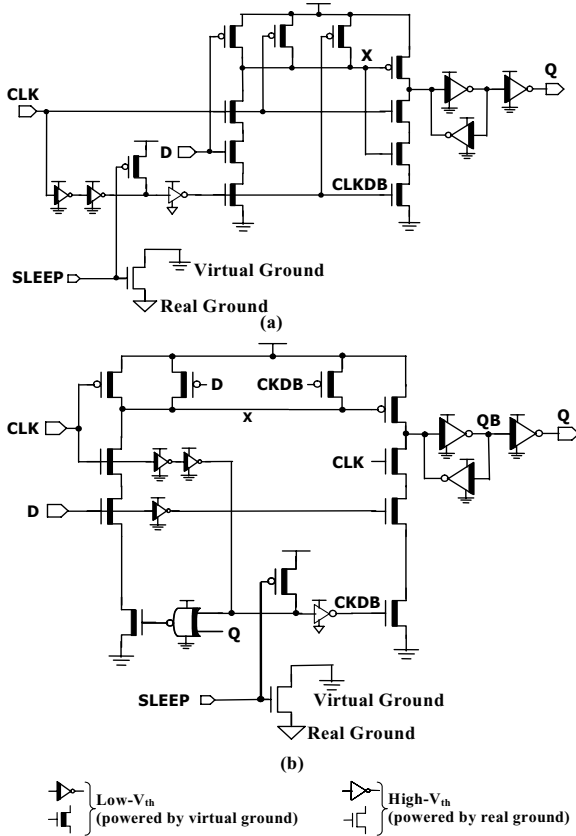 X
Q
CLK
D
CLKDB
SLEEP
Virtual Ground
Real Ground
(a)
D
CKDB
X
QB
Q
CLK
CLK
D
Q
CKDB
SLEEP
Virtual Ground
Real Ground
(b)
Low-Vth
(powered by virtual ground)
High-Vth
(powered by real ground)